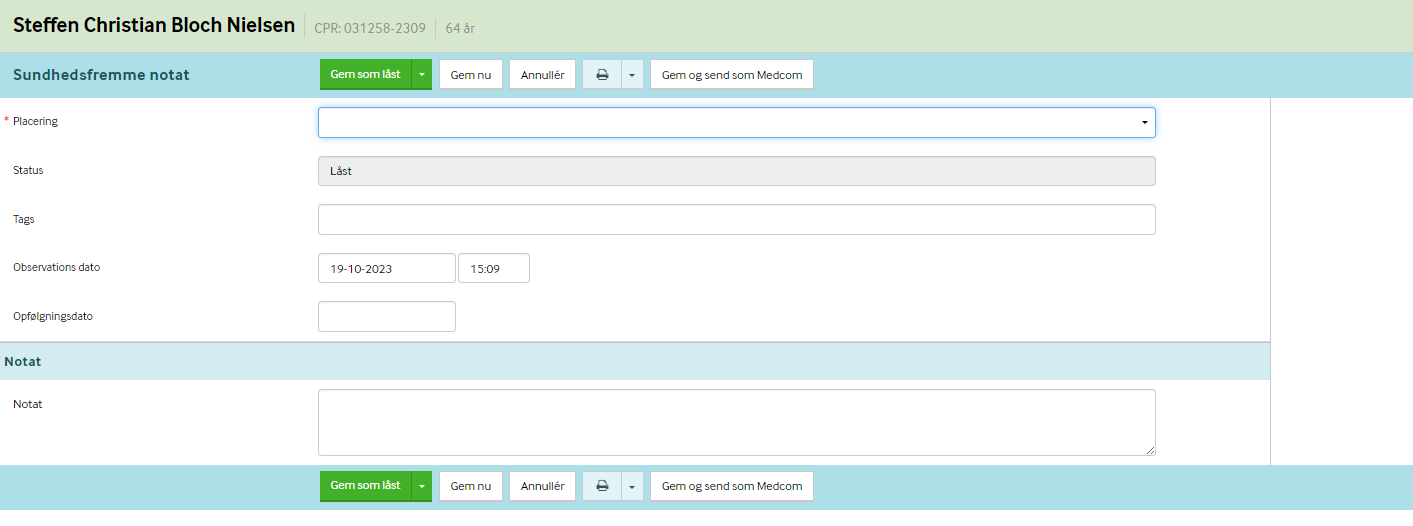 Steffen Christian Bloch Nielsen CPR: 031258-2309 64 år
Sundhedsfremme notat Gem som låst Gem nu Annullér Gem og send som Medcom
* Placering
Status Låst
Tags
Observations dato 19-10-2023 15:09
Opfølgningsdato
Notat
Notat
Gem som låst Gem nu Annullér Gem og send som Medcom